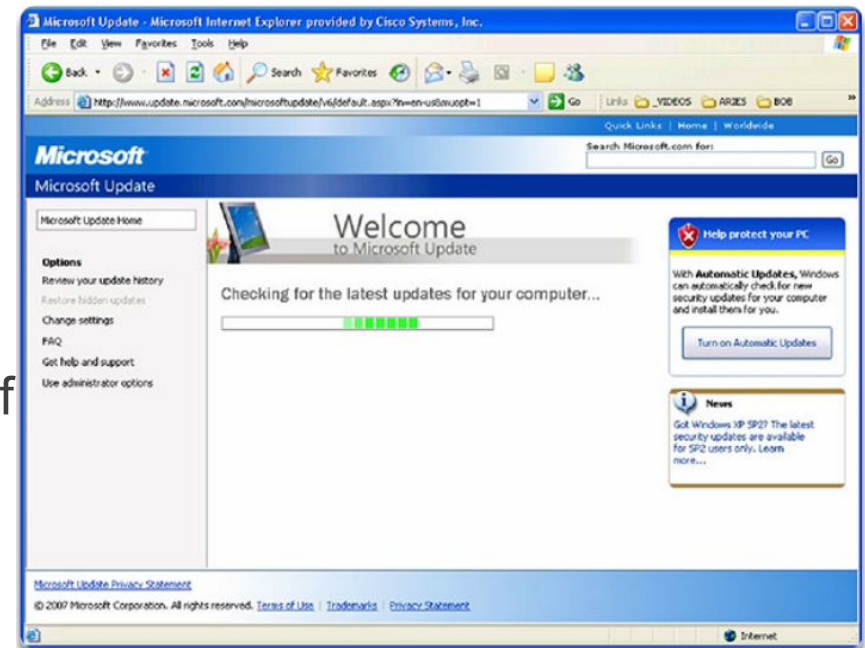 Microsoft Update - Microsoft Internet Explorer provided by Cisco Systems, Inc.
File Edit View Favorites Tools Help
Back Search Favorites
Address http://www.update.microsoft.com/microsoftupdate/v6/default.aspx?ln=en-us&muopt=1 Go Links _VIDEOS ARIES BOB »
Quick Links | Home | Worldwide
Microsoft
Search Microsoft.com for:
Go
Microsoft Update
Microsoft Update Home
Options
Review your update history
Restore hidden updates
Change settings
FAQ
Get help and support
Use administrator options
f
Welcome
to Microsoft Update
Checking for the latest updates for your computer...
Help protect your PC
With Automatic Updates, Windows
can automatically check for new
security updates for your computer
and install them for you.
Turn on Automatic Updates
News
Got Windows XP SP2? The latest
security updates are available
for SP2 users only. Learn
more...
Microsoft Update Privacy Statement
© 2007 Microsoft Corporation. All rights reserved. Terms of Use | Trademarks | Privacy Statement
Internet